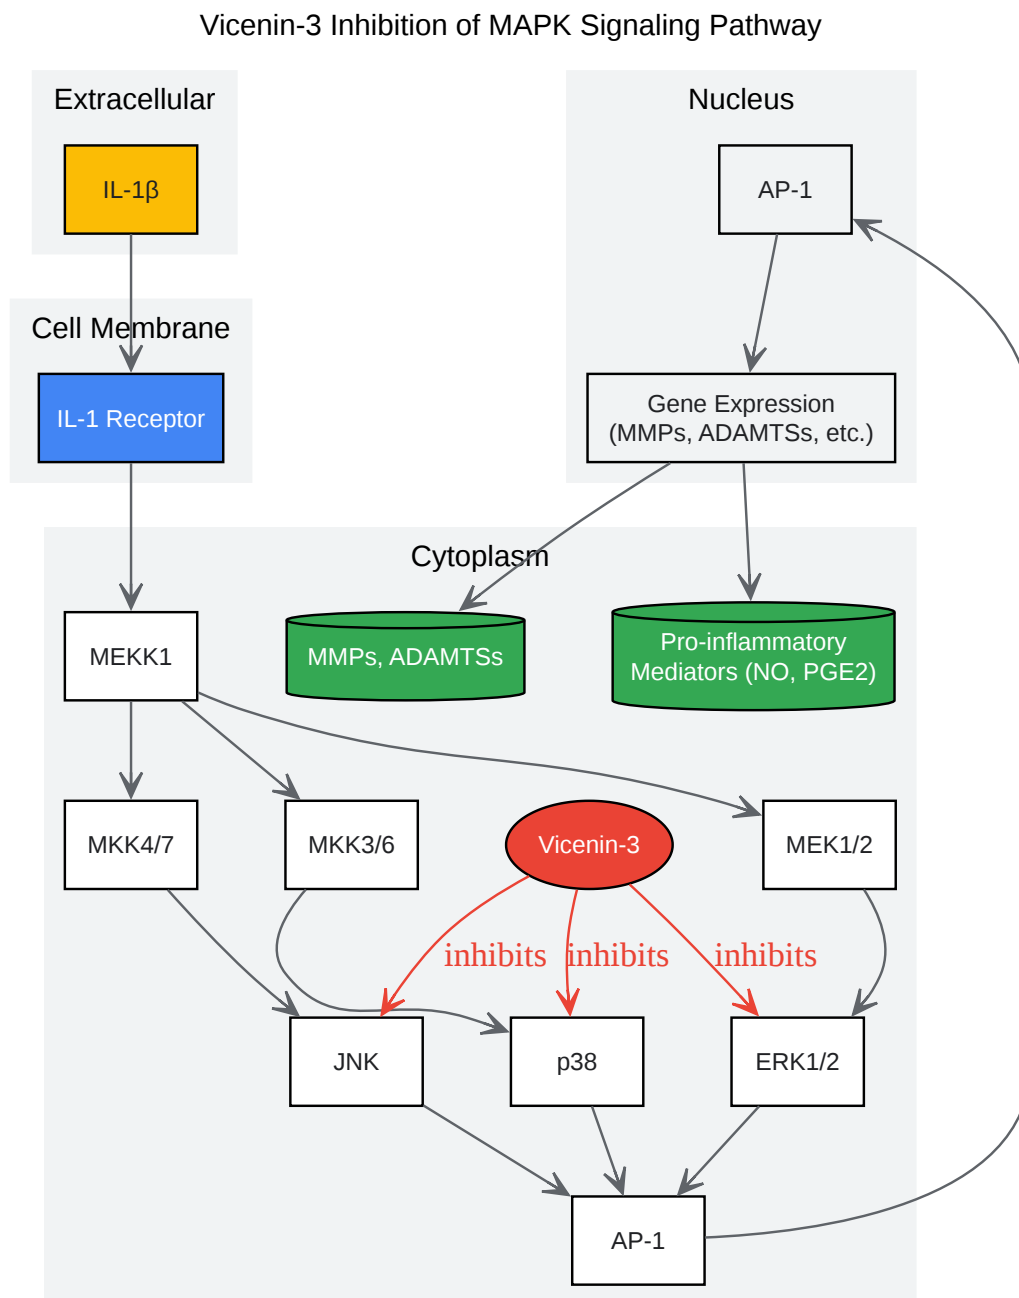 Vicenin-3 Inhibition of MAPK Signaling Pathway
Extracellular
Nucleus
IL-1β
AP-1
Cell Membrane
IL-1 Receptor
Gene Expression
(MMPs, ADAMTSs, etc.)
Cytoplasm
MEKK1
MMPs, ADAMTSs
Pro-inflammatory
Mediators (NO, PGE2)
MKK4/7
MKK3/6
Vicenin-3
MEK1/2
inhibits
inhibits
inhibits
JNK
p38
ERK1/2
AP-1